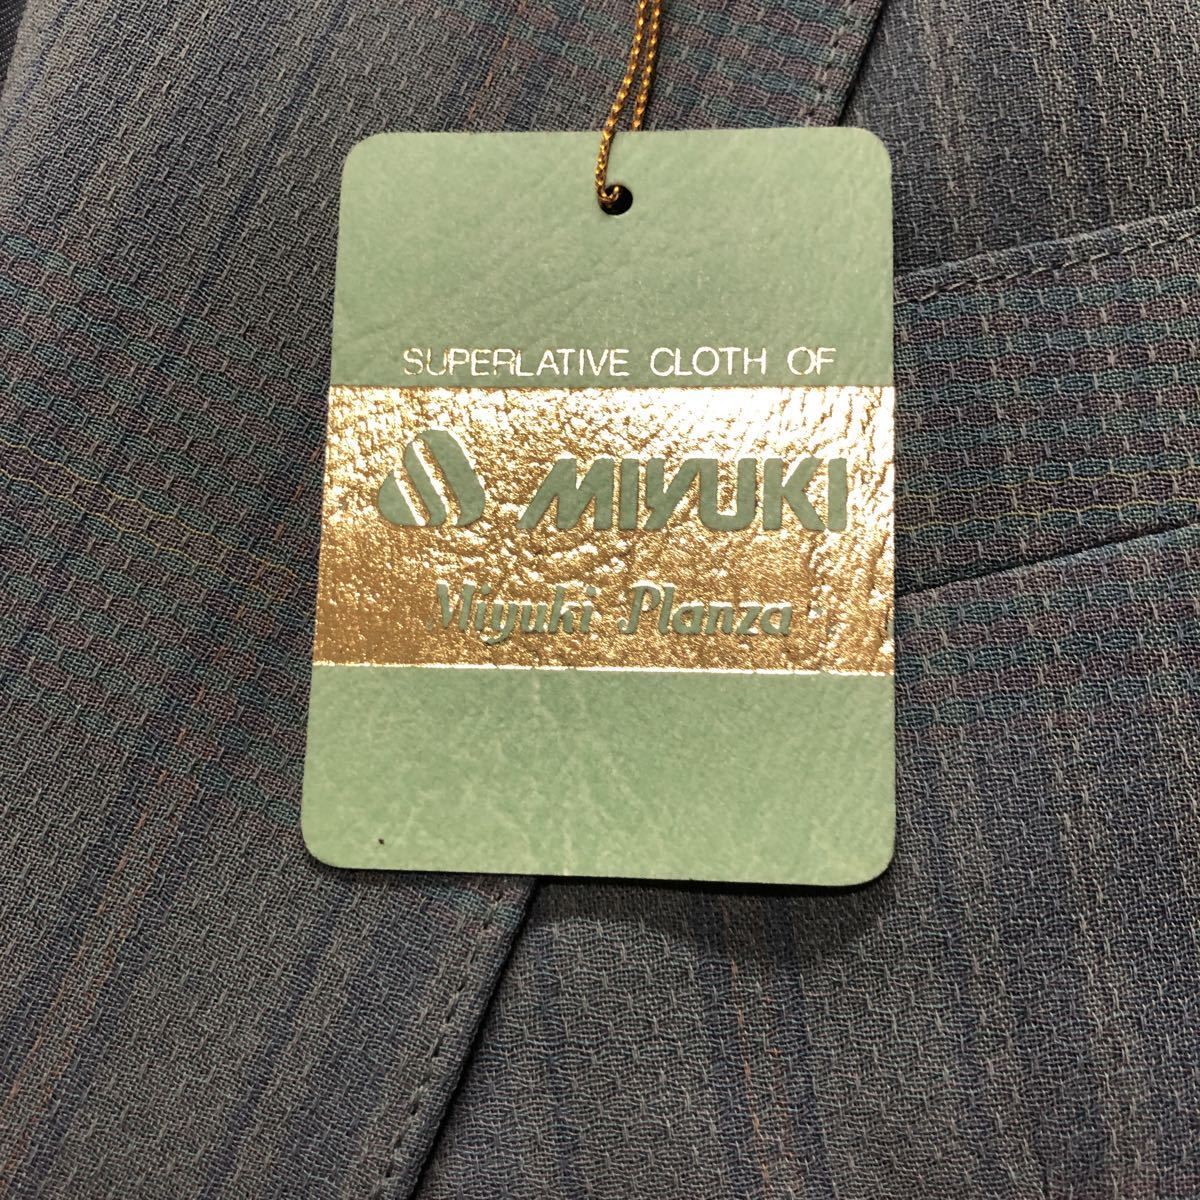 SUPERLATIVE CLOTH OF
MIYUKI
Miyuki Planza